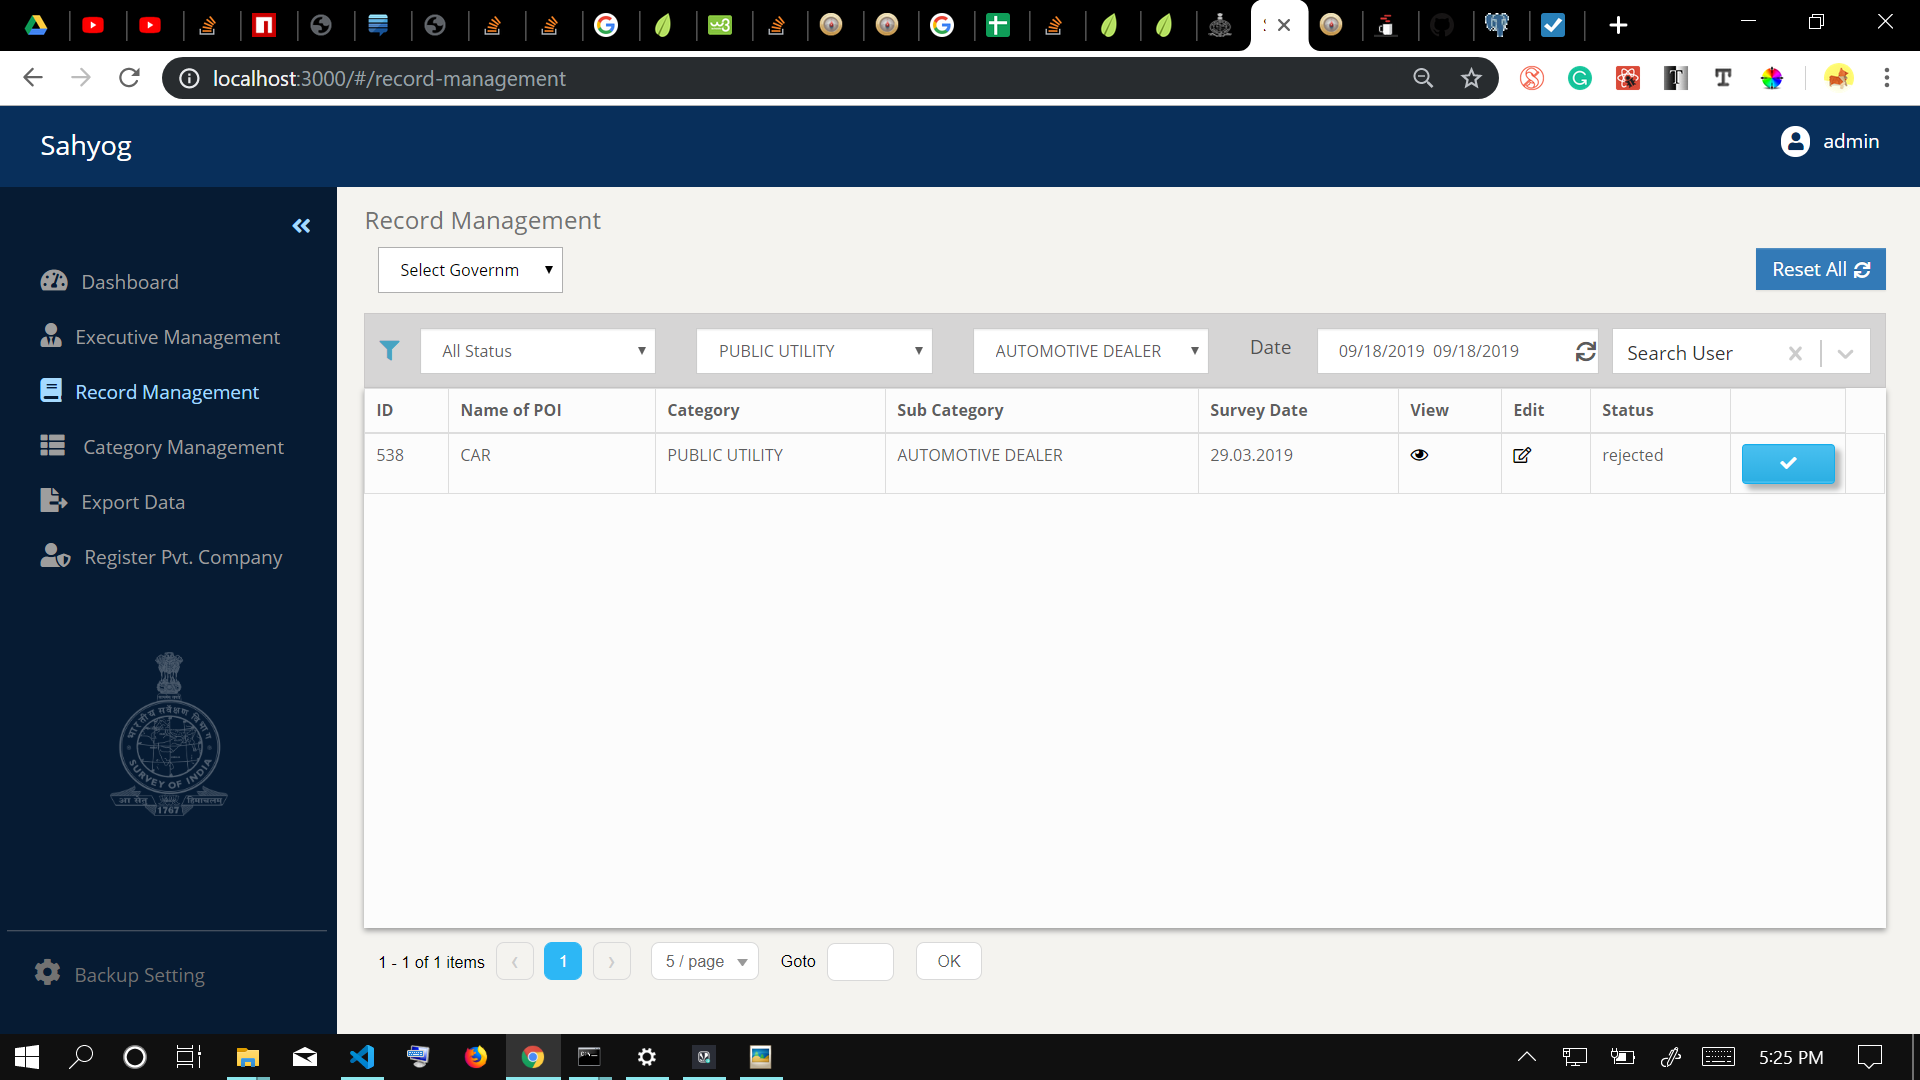 localhost:3000/#/record-management
Sahyog
admin
Dashboard
Executive Management
Record Management
Category Management
Export Data
Register Pvt. Company
SURVEY OF INDIA
1767
Backup Setting
Record Management
Select Governm
Reset All
All Status
PUBLIC UTILITY
AUTOMOTIVE DEALER
Date
09/18/2019 09/18/2019
Search User
ID Name of POI Category Sub Category Survey Date View Edit Status
538 CAR PUBLIC UTILITY AUTOMOTIVE DEALER 29.03.2019 rejected
1 - 1 of 1 items
1
5 / page
Goto
OK
5:25 PM